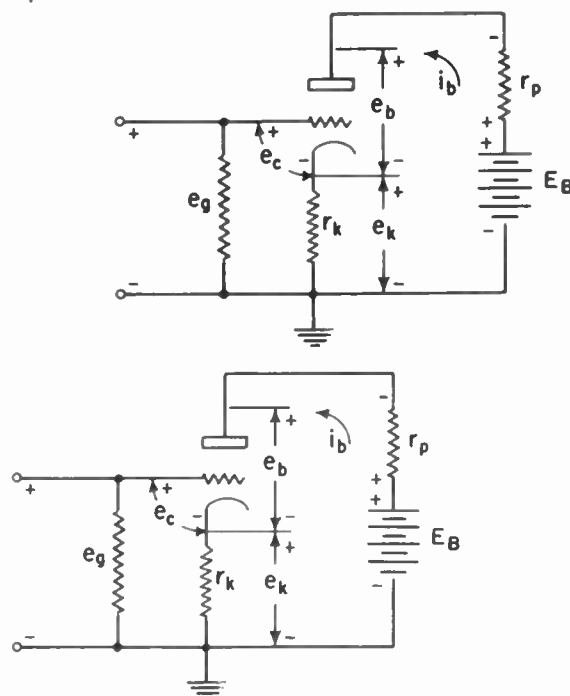 -
+
i_b
r_p
e_b
+
+
+
+
e_c
-
-
+
E_B
e_g
r_k
e_k
-
-
-
-
+
i_b
r_p
e_b
+
+
+
+
e_c
-
-
+
E_B
e_g
r_k
e_k
-
-
-